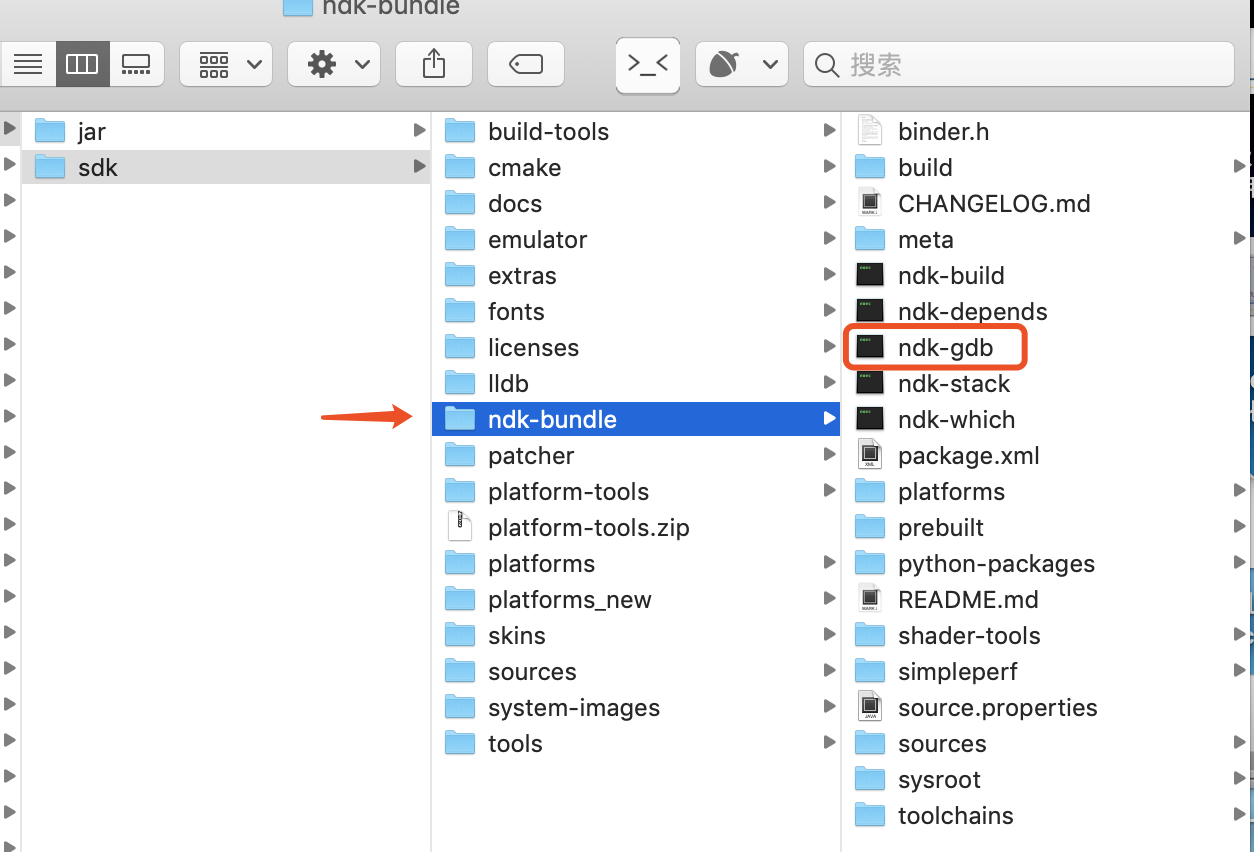 ndk-bundle
搜索
jar
sdk
build-tools
cmake
docs
emulator
extras
fonts
licenses
lldb
ndk-bundle
patcher
platform-tools
platform-tools.zip
platforms
platforms_new
skins
sources
system-images
tools
binder.h
build
CHANGELOG.md
meta
ndk-build
ndk-depends
ndk-gdb
ndk-stack
ndk-which
package.xml
platforms
prebuilt
python-packages
README.md
shader-tools
simpleperf
source.properties
sources
sysroot
toolchains